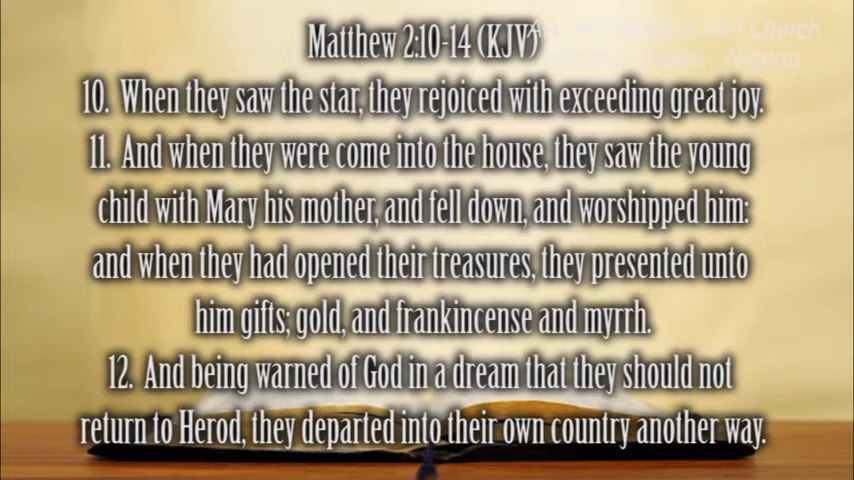 Matthew 2:10-14 (KJV)
10. When they saw the star, they rejoiced with exceeding great joy.
11. And when they were come into the house, they saw the young
child with Mary his mother, and fell down, and worshipped him:
and when they had opened their treasures, they presented unto
him gifts; gold, and frankincense and myrrh.
12. And being warned of God in a dream that they should not
return to Herod, they departed into their own country another way.
Church
Nigeria